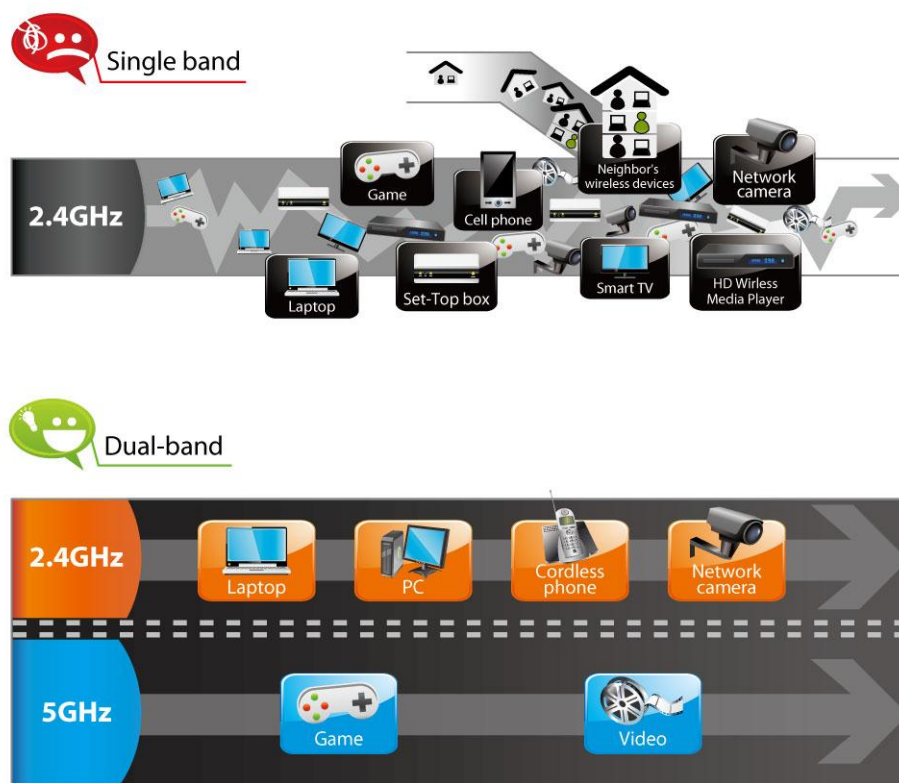 Single band
2.4GHz
Game
Cell phone
Neighbor's
wireless devices
Network
camera
Laptop
Set-Top box
Smart TV
HD Wirless
Media Player
Dual-band
2.4GHz
Laptop
PC
Cordless
phone
Network
camera
5GHz
Game
Video